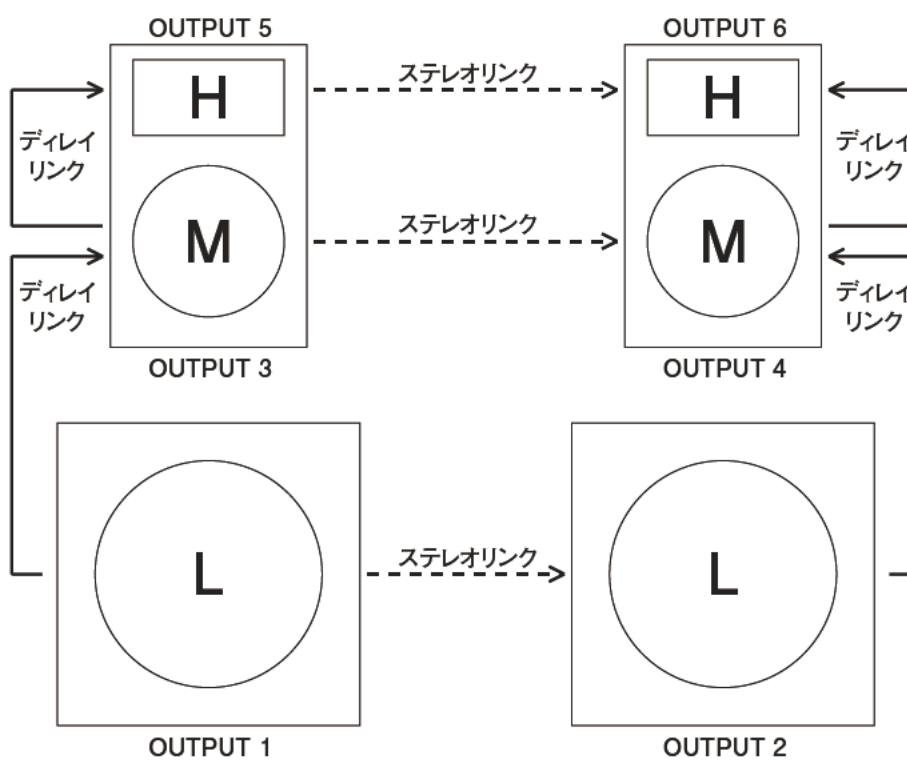 OUTPUT 5
OUTPUT 6
H
ステレオリンク
H
ディレイ
リンク
ディレイ
リンク
M
ステレオリンク
M
ディレイ
リンク
ディレイ
リンク
OUTPUT 3
OUTPUT 4
L
ステレオリンク
L
OUTPUT 1
OUTPUT 2